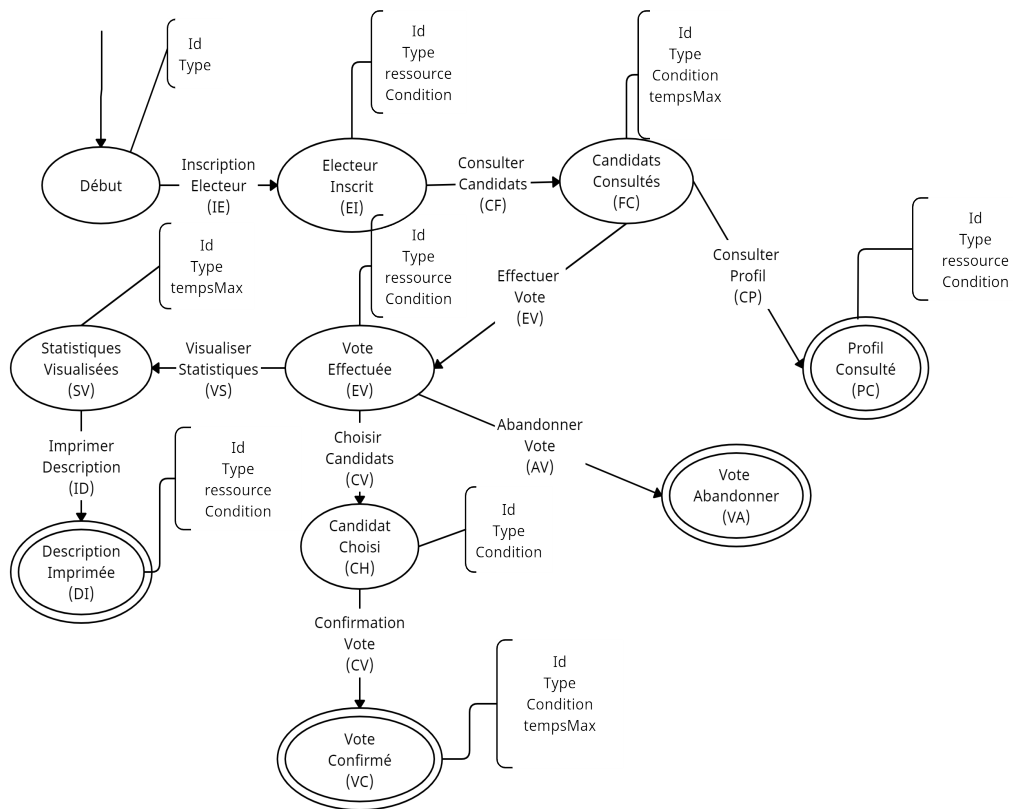 Id
Type
Id
Type
ressource
Condition
Id
Type
Condition
tempsMax
Début
Inscription
Electeur
(IE)
Electeur
Inscrit
(EI)
Consulter
Candidats
(CF)
Candidats
Consultés
(FC)
Id
Type
tempsMax
Id
Type
ressource
Condition
Effectuer
Vote
(EV)
Consulter
Profil
(CP)
Id
Type
ressource
Condition
Statistiques
Visualisées
(SV)
Visualiser
Statistiques
(VS)
Vote
Effectuée
(EV)
Profil
Consulté
(PC)
Imprimer
Description
(ID)
Id
Type
ressource
Condition
Choisir
Candidats
(CV)
Abandonner
Vote
(AV)
Vote
Abandonner
(VA)
Description
Imprimée
(DI)
Candidat
Choisi
(CH)
Id
Type
Condition
Confirmation
Vote
(CV)
Id
Type
Condition
tempsMax
Vote
Confirmé
(VC)